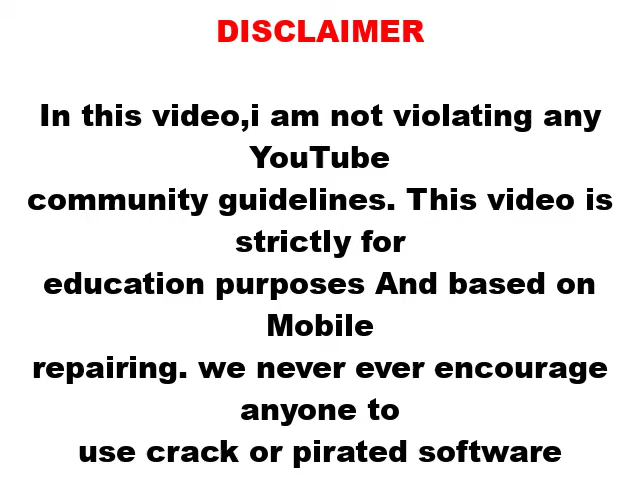 DISCLAIMER
In this video,i am not violating any
YouTube
community guidelines. This video is
strictly for
education purposes And based on
Mobile
repairing. we never ever encourage
anyone to
use crack or pirated software